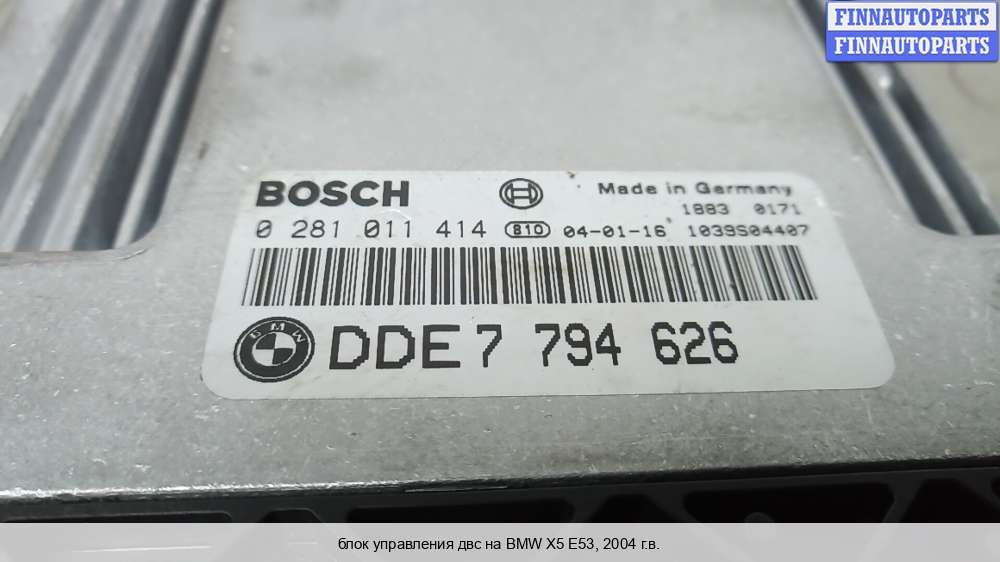 FINNAUTOPARTS
FINNAUTOPARTS
BOSCH
Made in Germany
1883 0171
0 281 011 414 810 04-01-16 1039S04407
BMW
DDE 7 794 626
блок управления двс на BMW X5 E53, 2004 г.в.